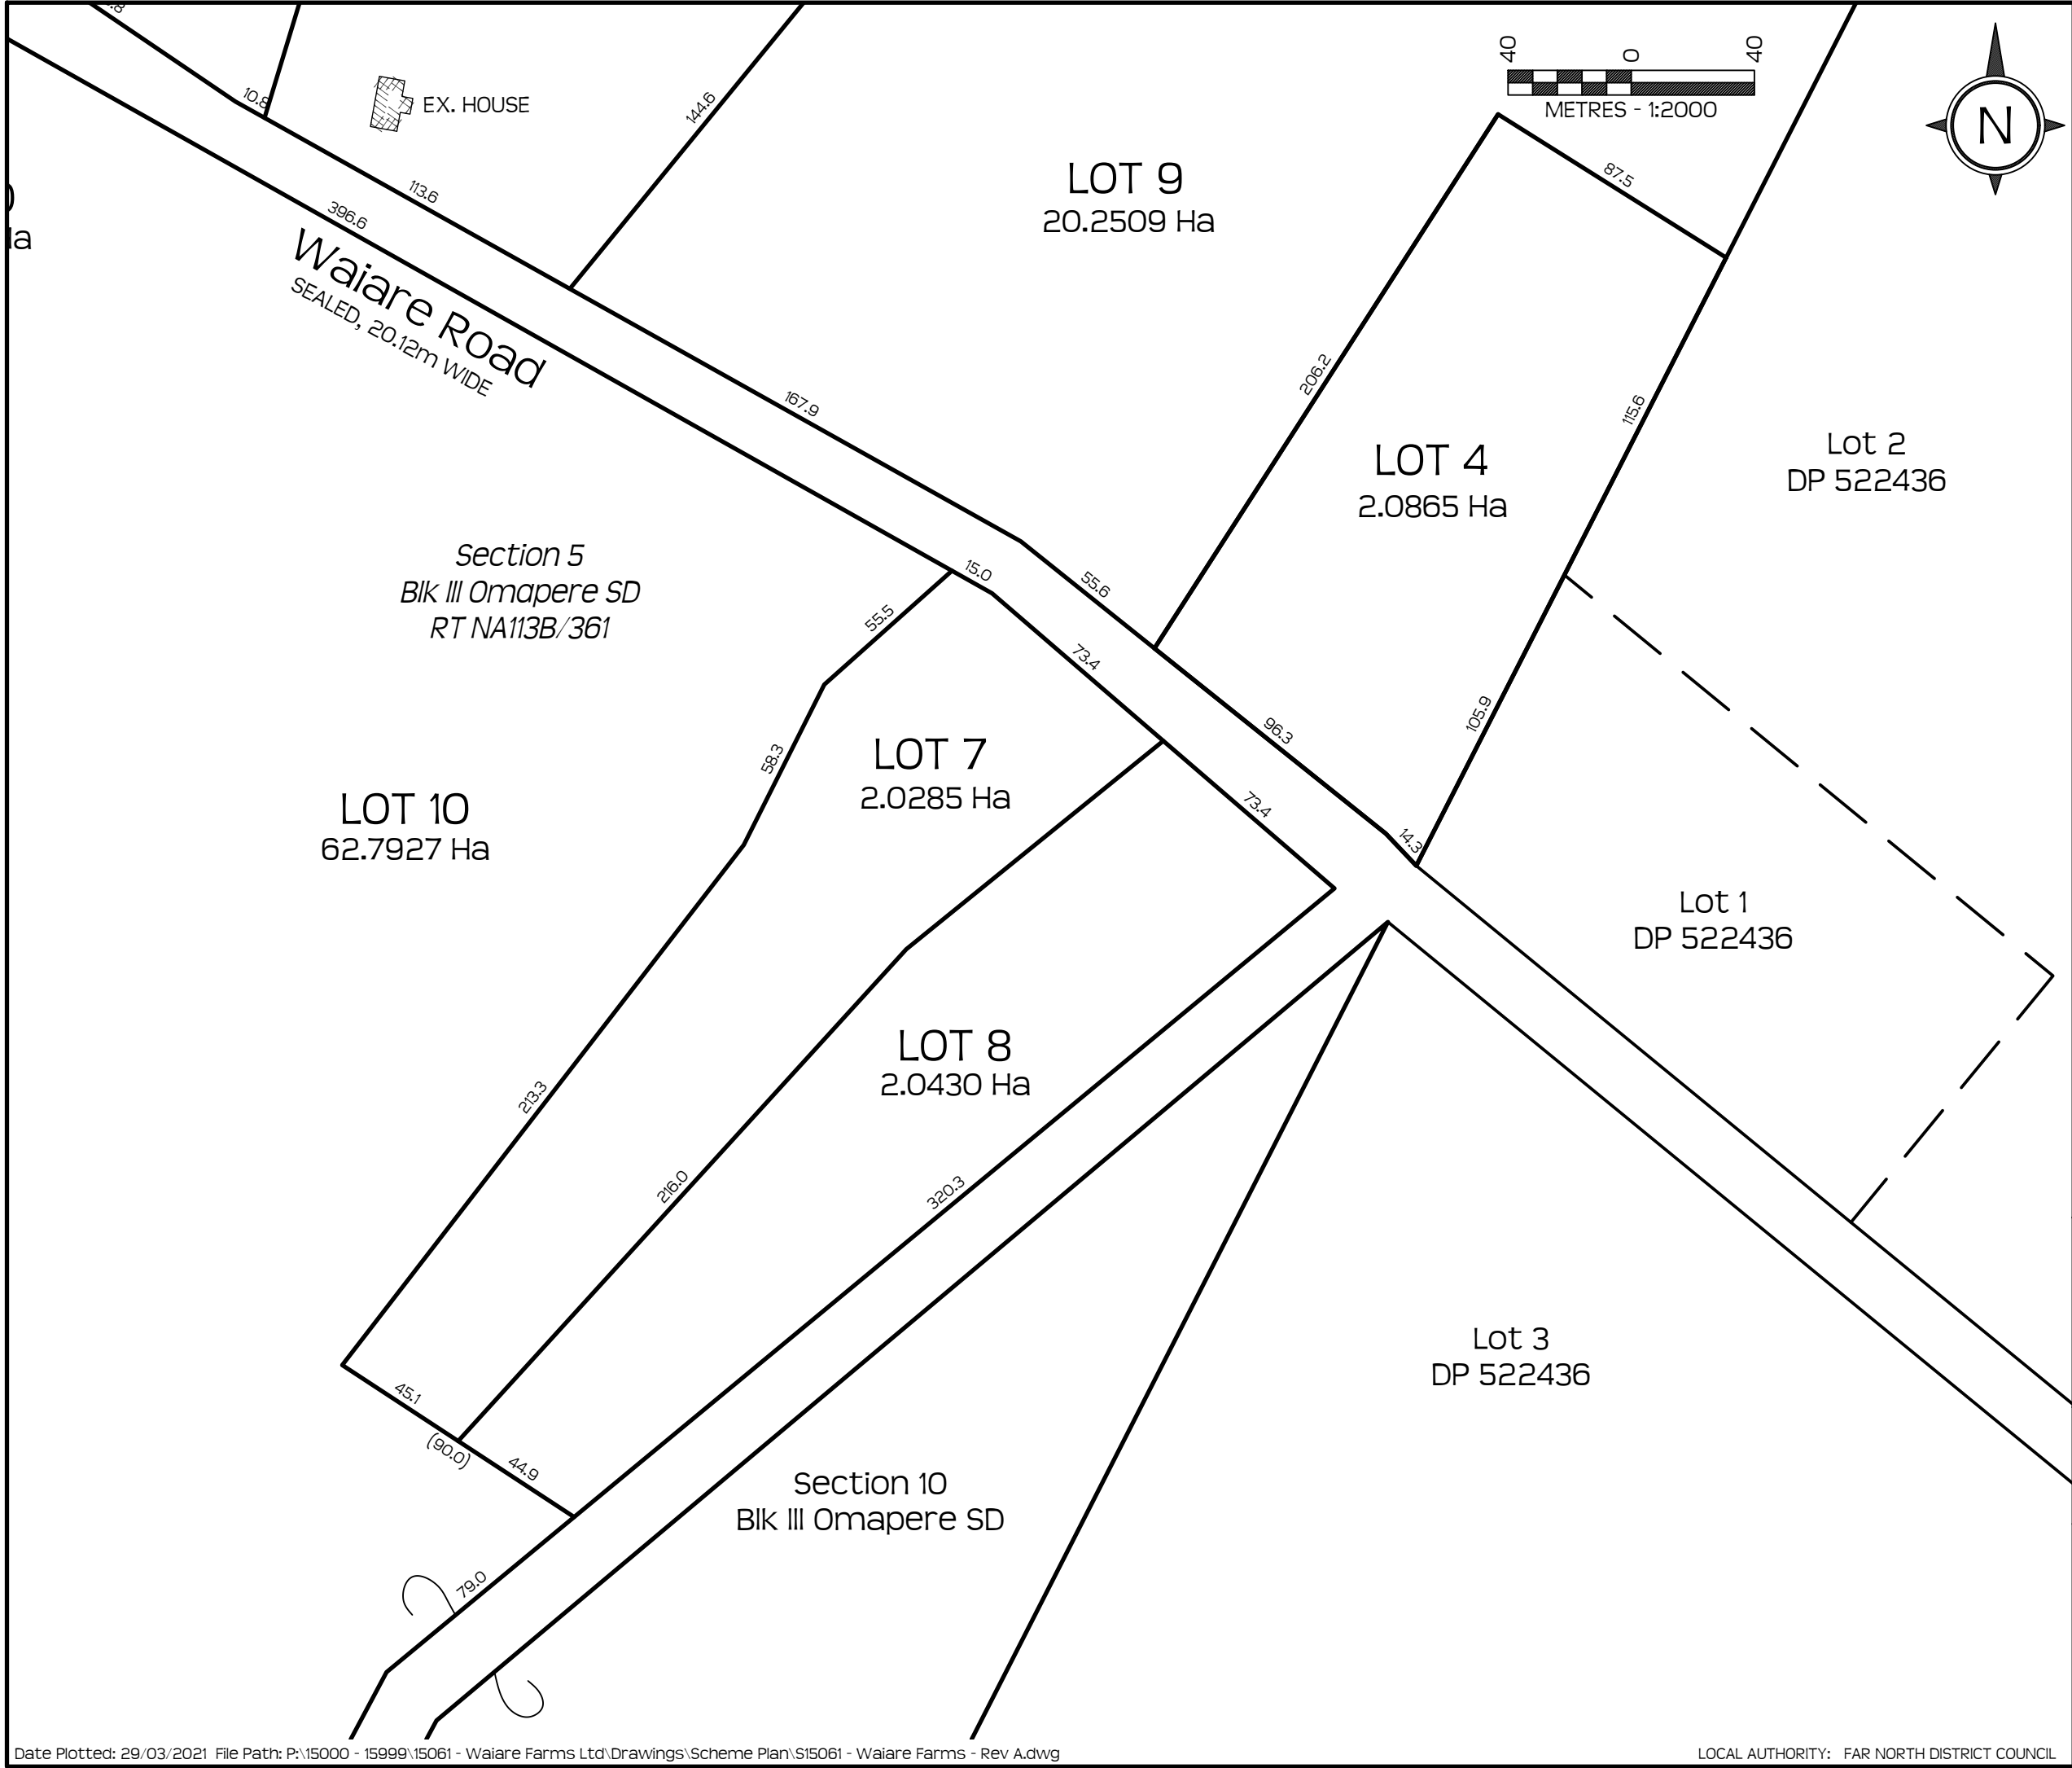 40
0
40
METRES - 1:2000
N
10.8
EX. HOUSE
144.6
87.5
LOT 9
20.2509 Ha
113.6
396.6
Waiare Road
SEALED, 20.12m WIDE
167.9
206.2
115.6
LOT 4
2.0865 Ha
Lot 2
DP 522436
Section 5
Blk III Omapere SD
RT NA113B/361
15.0
55.6
55.5
73.4
96.3
105.9
58.3
LOT 7
2.0285 Ha
LOT 10
62.7927 Ha
73.4
14.3
Lot 1
DP 522436
LOT 8
2.0430 Ha
213.3
216.0
320.3
Lot 3
DP 522436
45.1
(90.0)
44.9
Section 10
Blk III Omapere SD
79.0
Date Plotted: 29/03/2021 File Path: P:\15000 - 15999\15061 - Waiare Farms Ltd\Drawings\Scheme Plan\S15061 - Waiare Farms - Rev A.dwg
LOCAL AUTHORITY: FAR NORTH DISTRICT COUNCIL